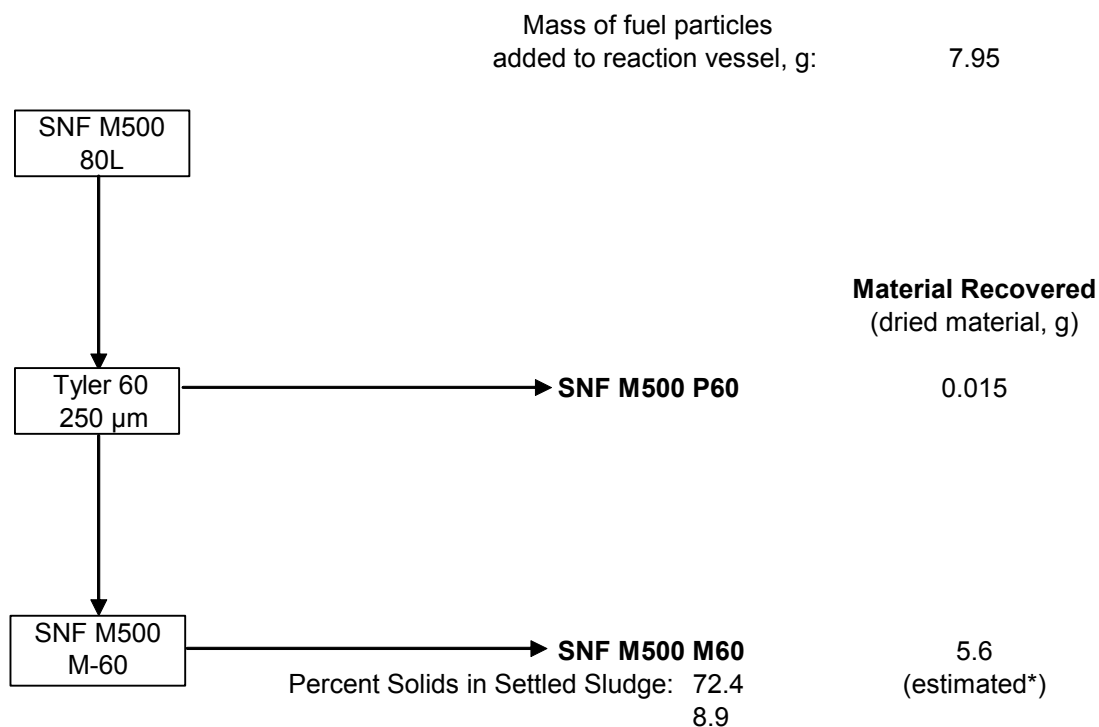 Mass of fuel particles
added to reaction vessel, g: 7.95
SNF M500
80L
Material Recovered
(dried material, g)
Tyler 60
250 µm
SNF M500 P60 0.015
SNF M500
M-60
SNF M500 M60 5.6
Percent Solids in Settled Sludge: 72.4 (estimated*)
8.9